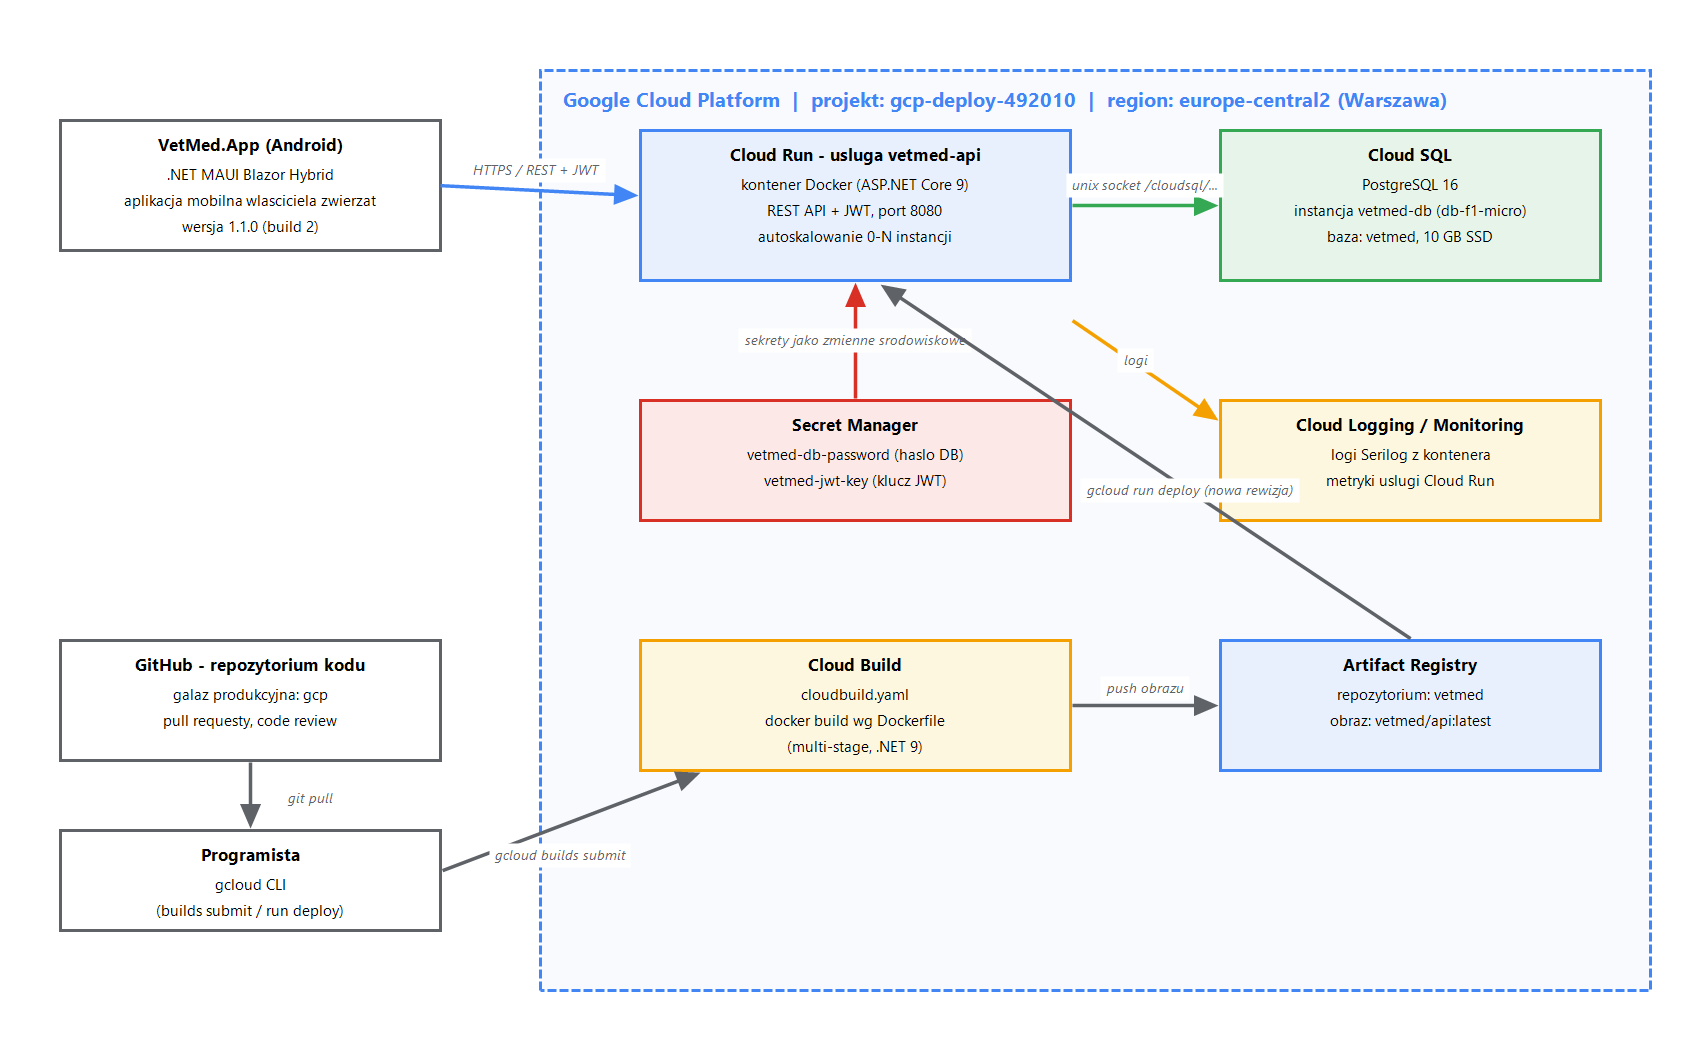 Google Cloud Platform | projekt: gcp-deploy-492010 | region: europe-central2 (Warszawa)
VetMed.App (Android)
.NET MAUI Blazor Hybrid
aplikacja mobilna wlasciciela zwierzat
wersja 1.1.0 (build 2)
HTTPS / REST + JWT
Cloud Run - usluga vetmed-api
kontener Docker (ASP.NET Core 9)
REST API + JWT, port 8080
autoskalowanie 0-N instancji
unix socket /cloudsql/...
Cloud SQL
PostgreSQL 16
instancja vetmed-db (db-f1-micro)
baza: vetmed, 10 GB SSD
sekrety jako zmienne srodowiskowe
logi
Secret Manager
vetmed-db-password (haslo DB)
vetmed-jwt-key (klucz JWT)
Cloud Logging / Monitoring
logi Serilog z kontenera
metryki uslugi Cloud Run
gcloud run deploy (nowa rewizja)
GitHub - repozytorium kodu
galaz produkcyjna: gcp
pull requesty, code review
Cloud Build
cloudbuild.yaml
docker build wg Dockerfile
(multi-stage, .NET 9)
push obrazu
Artifact Registry
repozytorium: vetmed
obraz: vetmed/api:latest
git pull
Programista
gcloud CLI
(builds submit / run deploy)
gcloud builds submit